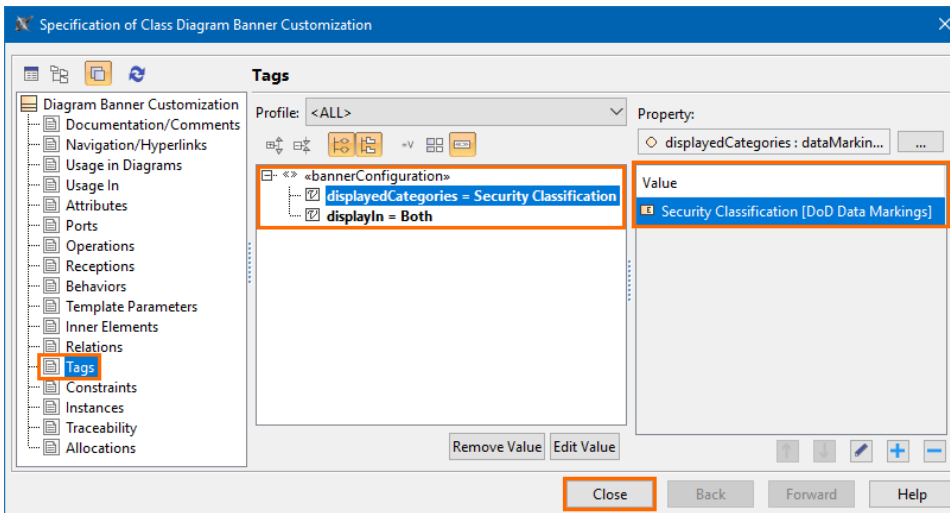 Specification of Class Diagram Banner Customization
Diagram Banner Customization
Documentation/Comments
Navigation/Hyperlinks
Usage in Diagrams
Usage In
Attributes
Ports
Operations
Receptions
Behaviors
Template Parameters
Inner Elements
Relations
Tags
Constraints
Instances
Traceability
Allocations
Tags
Profile: <ALL>
«bannerConfiguration»
displayedCategories = Security Classification
displayIn = Both
Remove Value Edit Value
Property:
displayedCategories : dataMarkin... ...
Value
E Security Classification [DoD Data Markings]
Close Back Forward Help